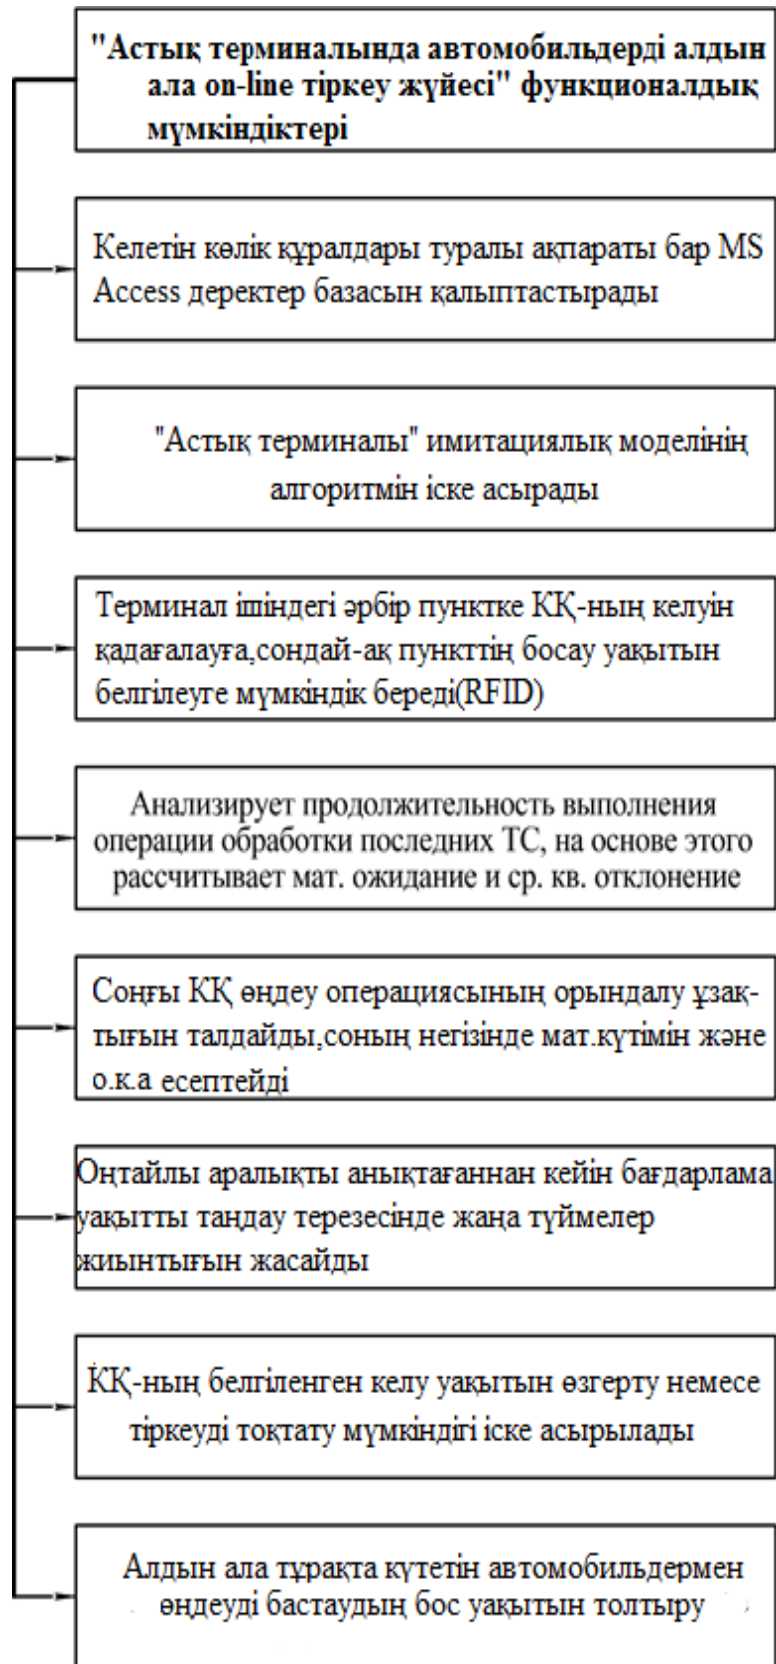 "Астық терминалында автомобильдерді алдын
ала on-line тіркеу жүйесі" функционалдық
мүмкіндіктері
Келетін көлік құралдары туралы ақпараты бар MS
Access деректер базасын қалыптастырады
"Астық терминалы" имитациялық моделінің
алгоритмін іске асырады
Терминал ішіндегі әрбір пунктке КҚ-ның келуін
қадағалауға,сондай-ақ пункттің босау уақытын
белгілеуге мүмкіндік береді(RFID)
Анализирует продолжительность выполнения
операции обработки последних ТС, на основе этого
рассчитывает мат. ожидание и ср. кв. отклонение
Соңғы КҚ өңдеу операциясының орындалу ұзақ-
тығын талдайды,соның негізінде мат.күтімін және
о.к.а есептейді
Оңтайлы аралықты анықтағаннан кейін бағдарлама
уақытты таңдау терезесінде жаңа түймелер
жиынтығын жасайды
КҚ-ның белгіленген келу уақытын өзгерту немесе
тіркеуді тоқтату мүмкіндігі іске асырылады
Алдын ала тұрақта күтетін автомобильдермен
өңдеуді бастаудың бос уақытын толтыру